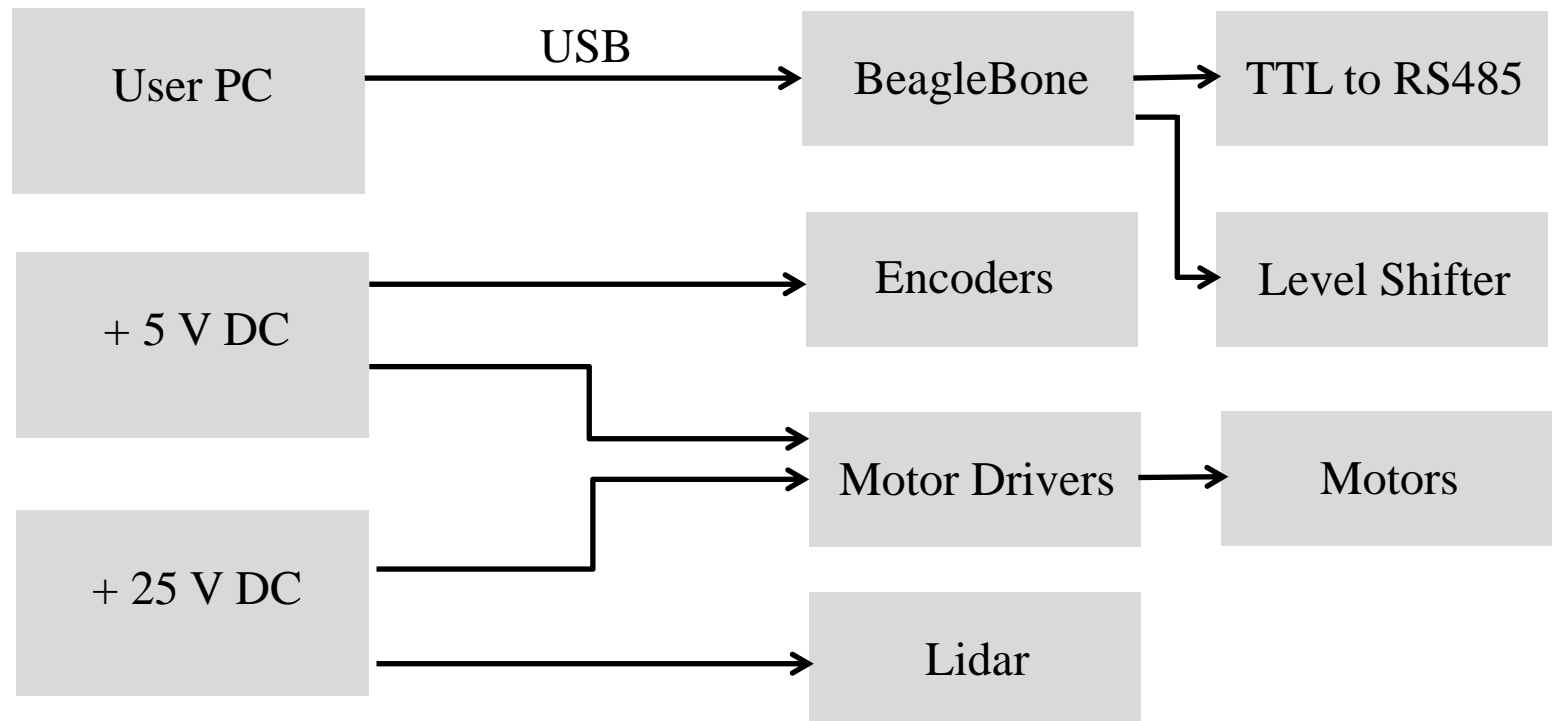 User PC
USB
BeagleBone
TTL to RS485
Encoders
Level Shifter
+ 5 V DC
Motor Drivers
Motors
+ 25 V DC
Lidar